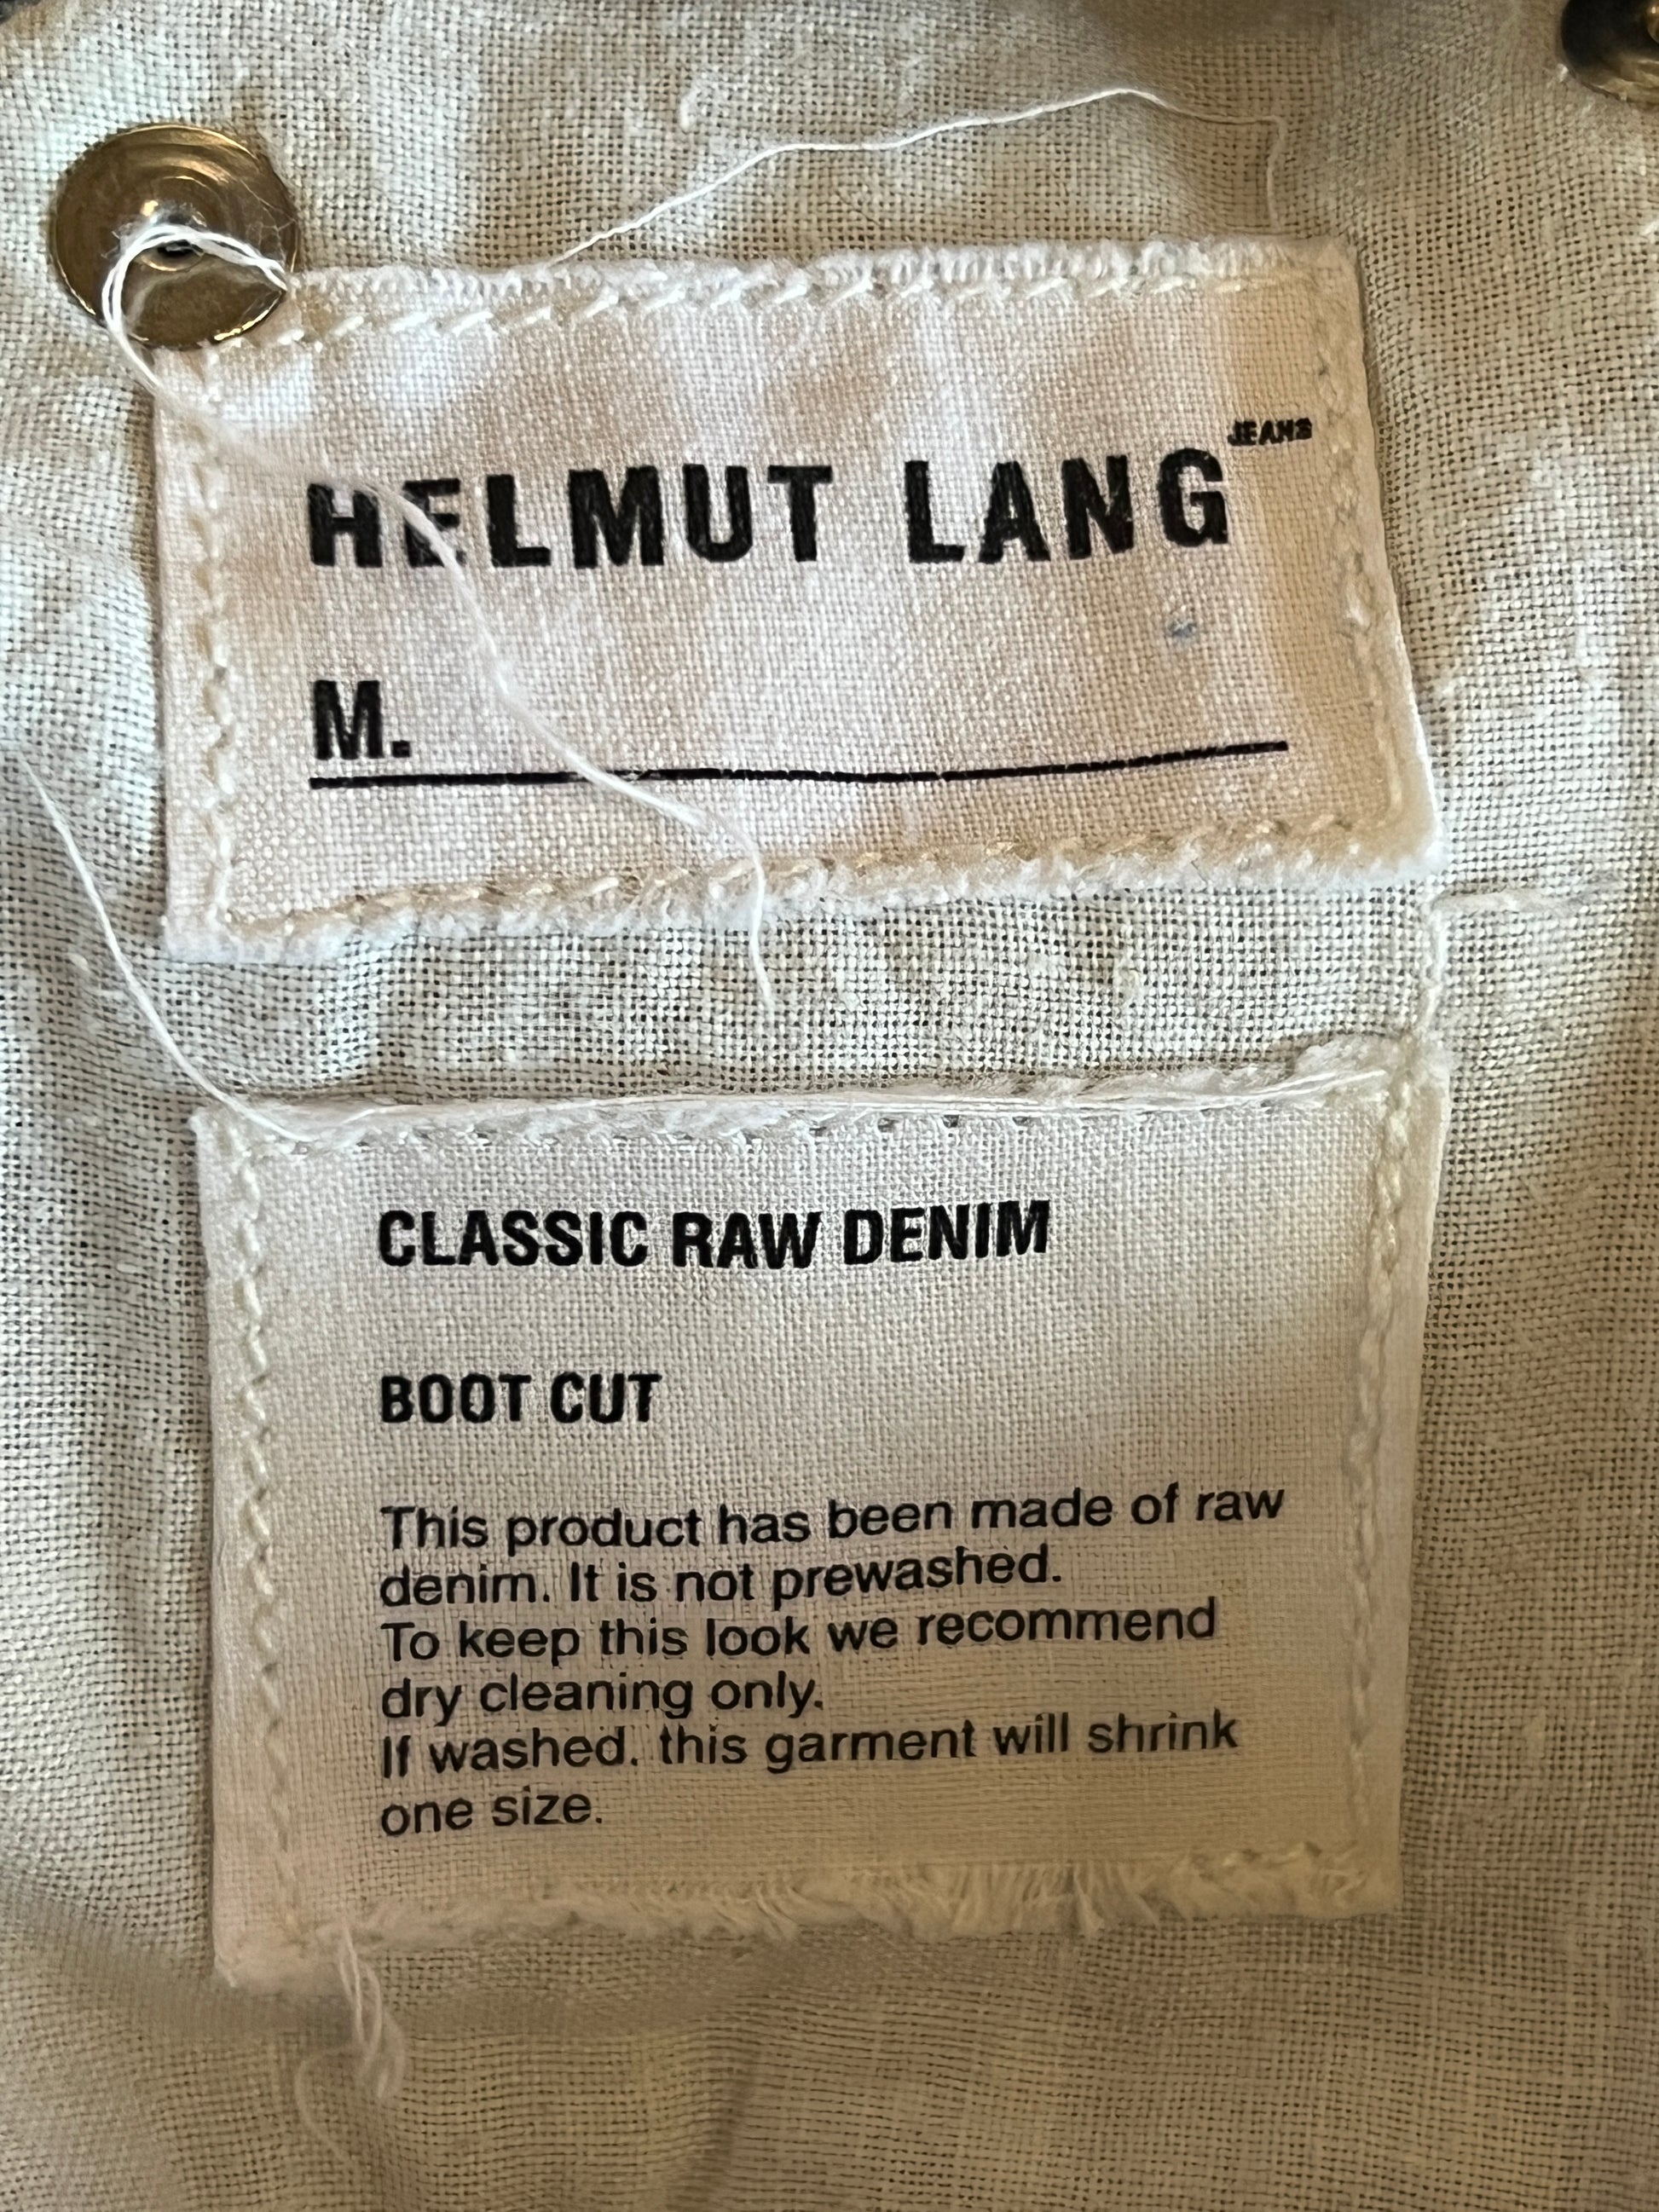 HELMUT LANG JEANS
M.
CLASSIC RAW DENIM
BOOT CUT
This product has been made of raw
denim. It is not prewashed.
To keep this look we recommend
dry cleaning only.
If washed. this garment will shrink
one size.